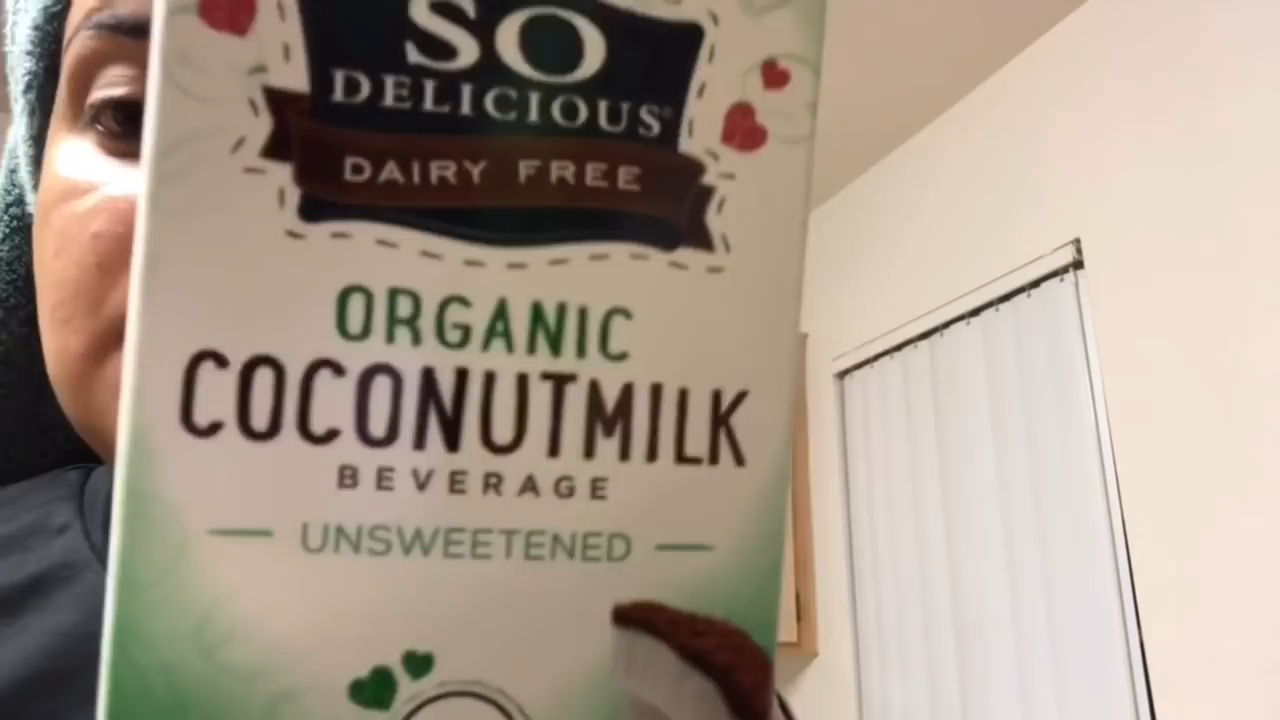 SO
DELICIOUS®
DAIRY FREE
ORGANIC
COCONUTMILK
BEVERAGE
UNSWEETENED